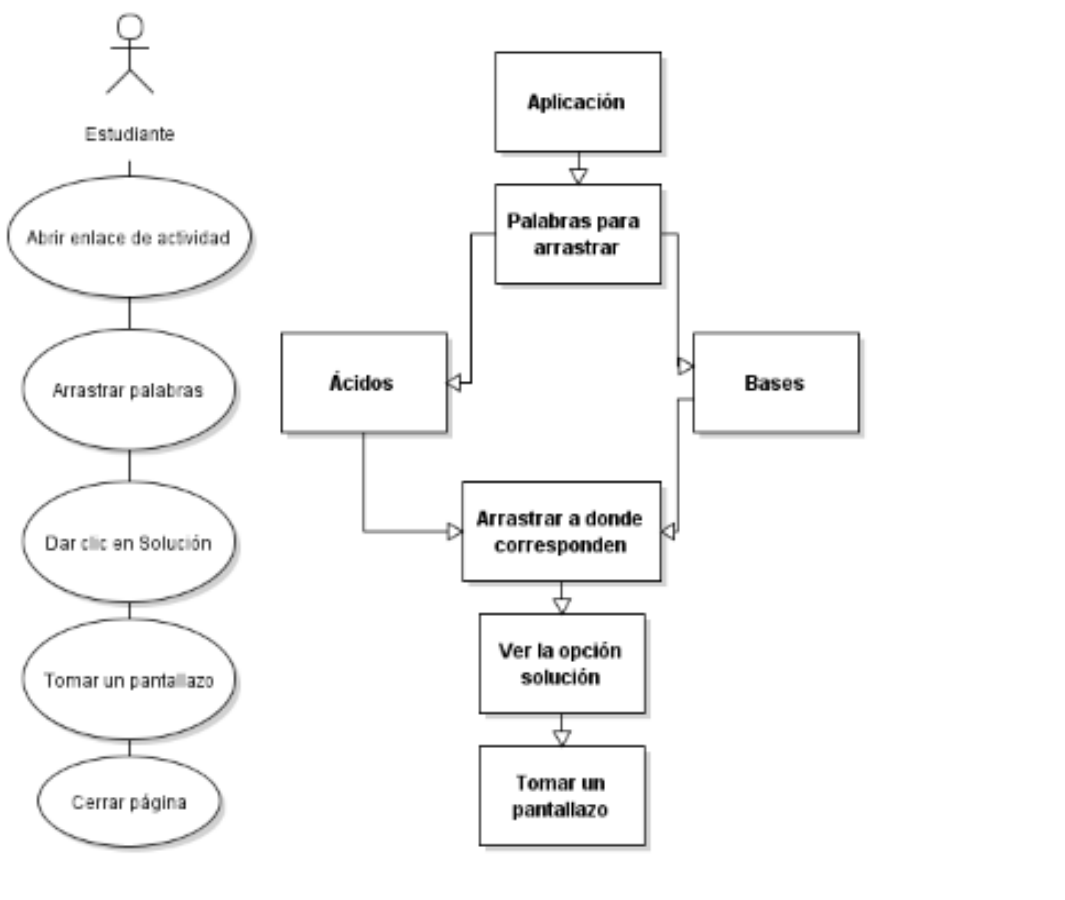 Estudiante
Abrir enlace de actividad
Arrastrar palabras
Dar clic en Solución
Tomar un pantallazo
Cerrar página
Aplicación
Palabras para
arrastrar
Ácidos
Bases
Arrastrar a donde
corresponden
Ver la opción
solución
Tomar un
pantallazo